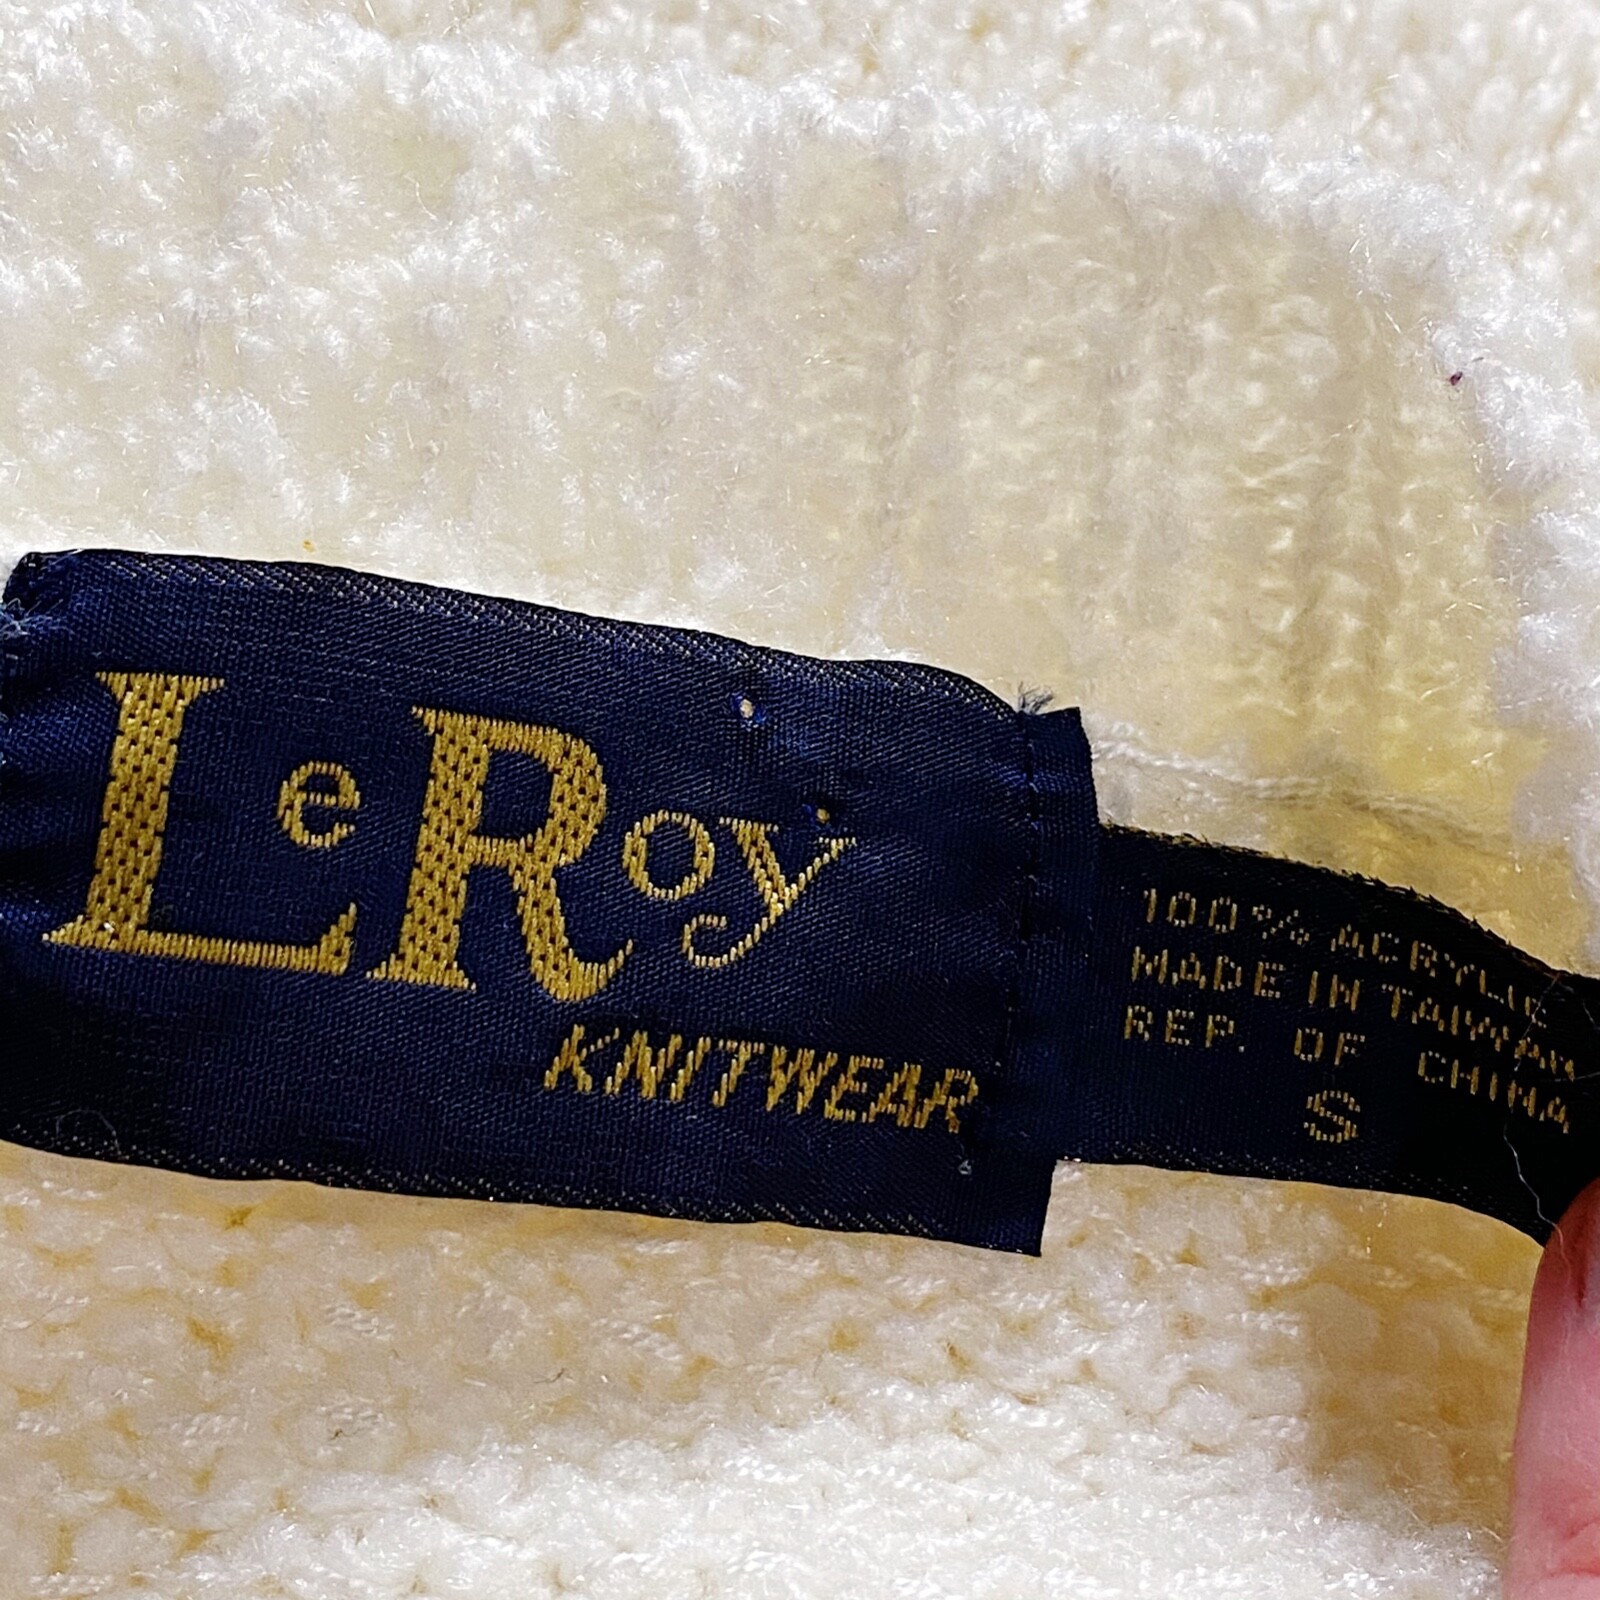 LeRoy
KNITWEAR
100% ACRYLIC
MADE IN TAIWAN
REP. OF CHINA
S